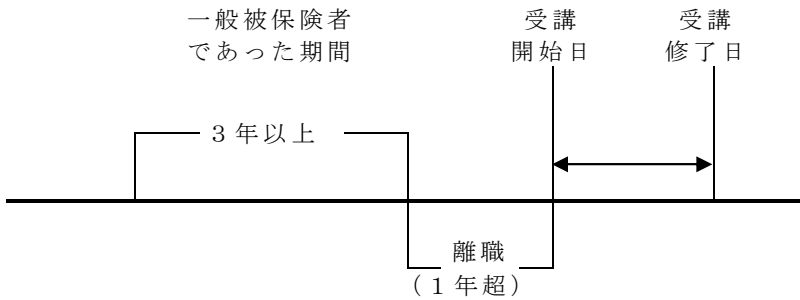 一般被保険者
であった期間
受講
開始日
受講
修了日
３年以上
離職
（１年超）